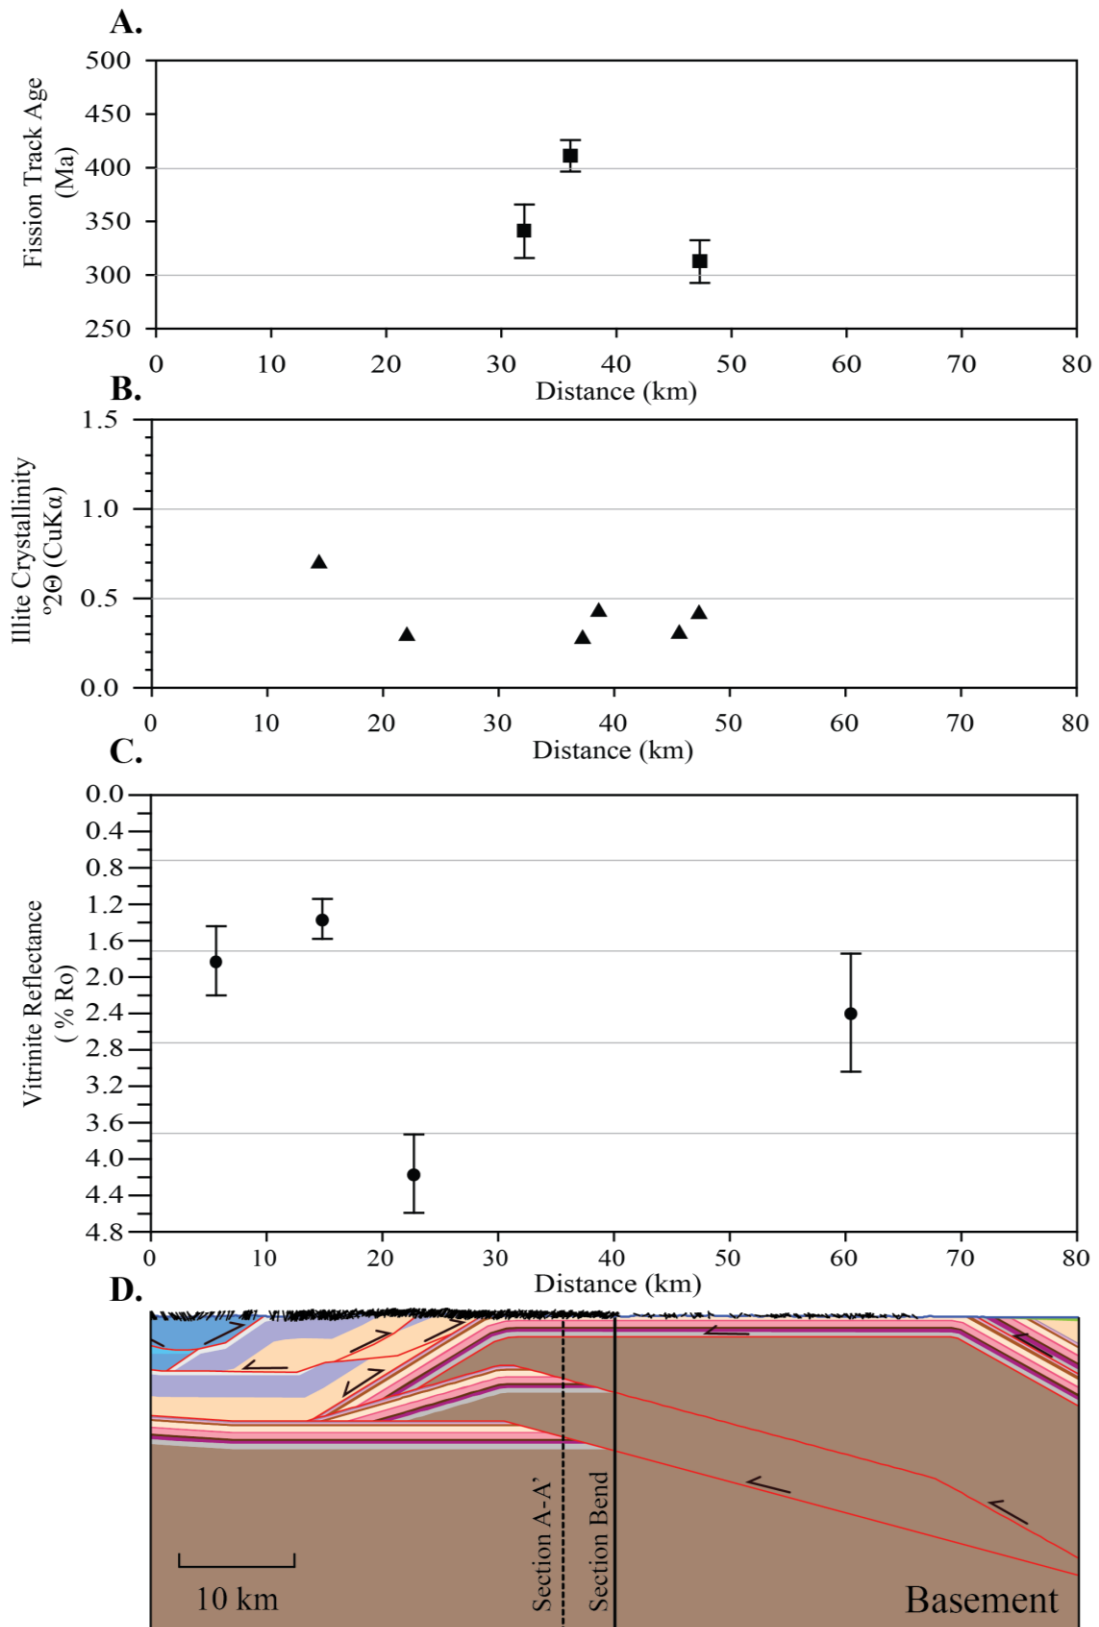 A.
Fission Track Age
(Ma)
500
450
400
350
300
250
0 10 20 30 40 50 60 70 80
Distance (km)
B.
Illite Crystallinity
º2Θ (CuKα)
1.5
1.0
0.5
0.0
0 10 20 30 40 50 60 70 80
Distance (km)
C.
Vitrinite Reflectance
( % Ro)
0.0
0.4
0.8
1.2
1.6
2.0
2.4
2.8
3.2
3.6
4.0
4.4
4.8
0 10 20 30 40 50 60 70 80
Distance (km)
D.
Section A-A'
Section Bend
10 km
Basement